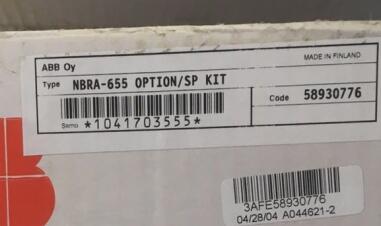 ABB Oy
MADE IN FINLAND
Type NBRA-655 OPTION/SP KIT
Code 58930776
Serno *1041703555*
3AFE58930776
04/28/04 A044621-2